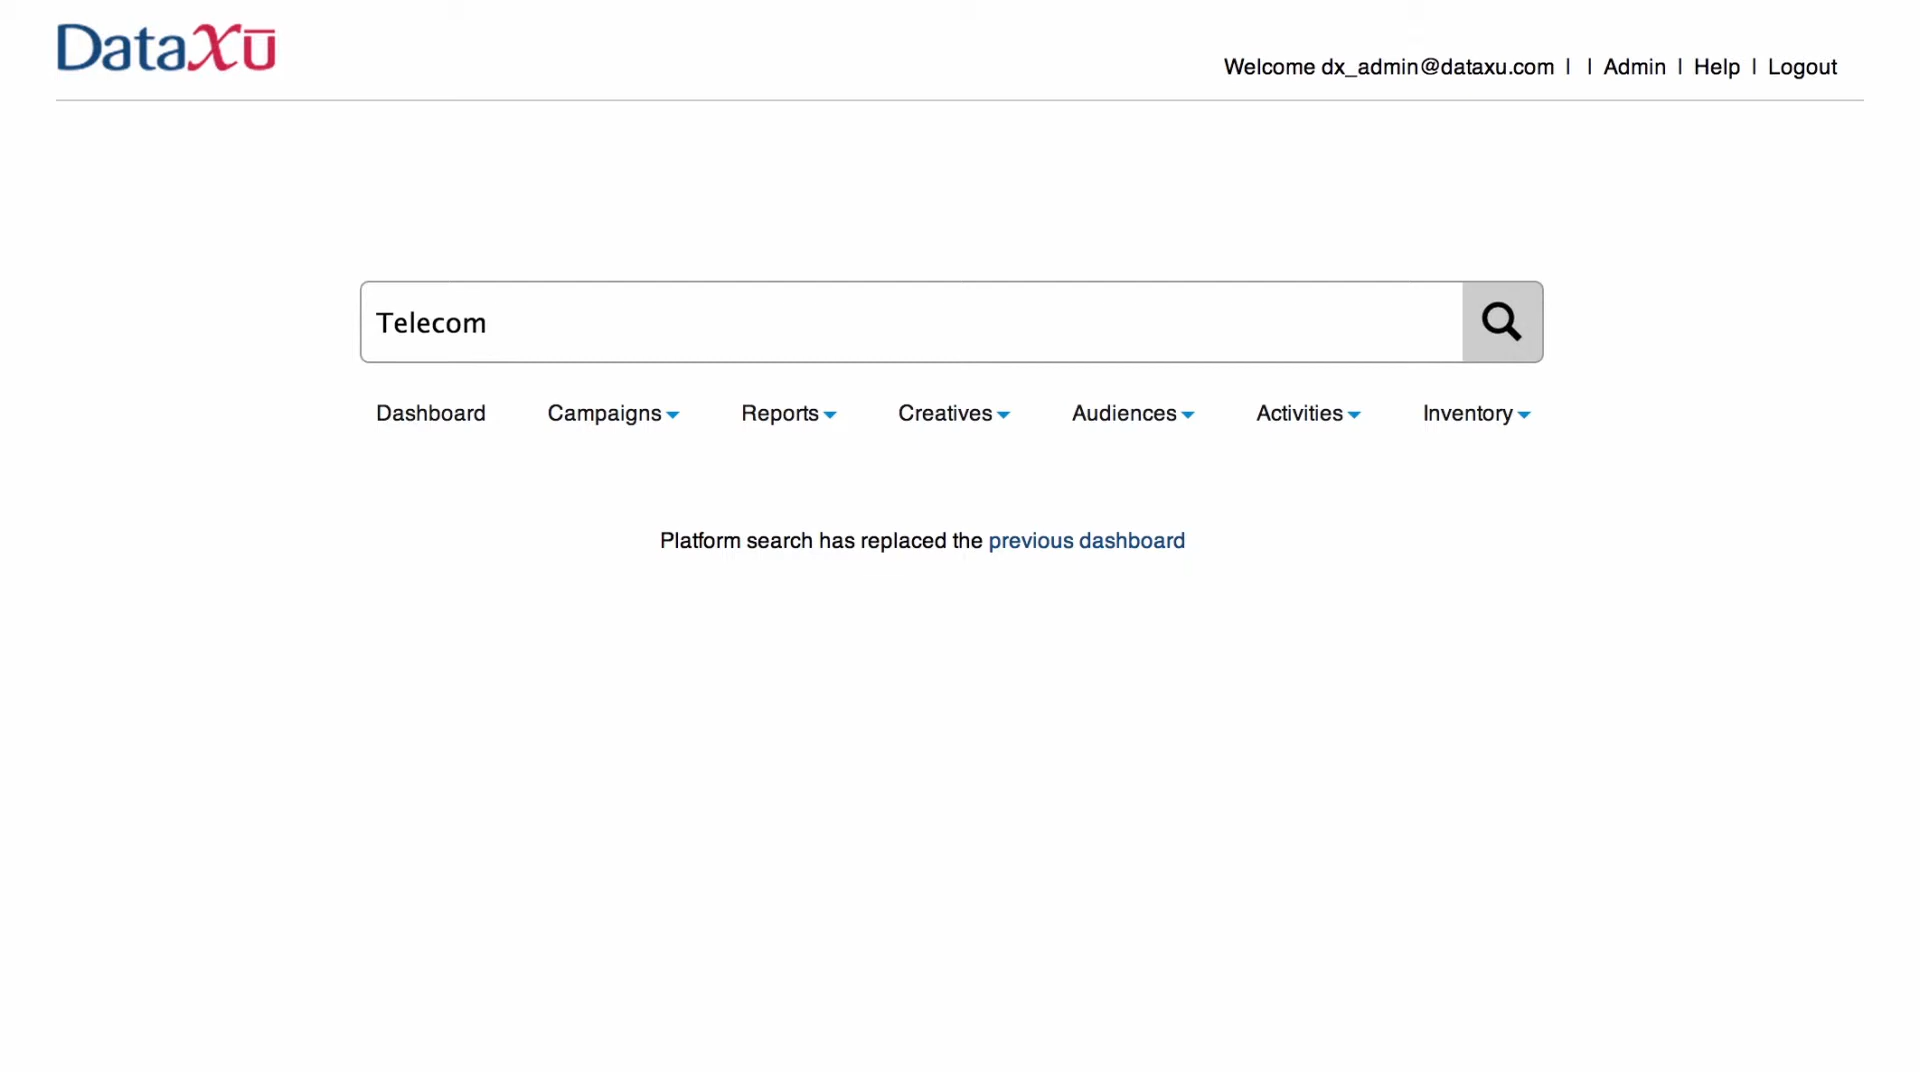 DataXū
Welcome dx_admin@dataxu.com | | Admin | Help | Logout
Telecom
Dashboard Campaigns Reports Creatives Audiences Activities Inventory
Platform search has replaced the previous dashboard